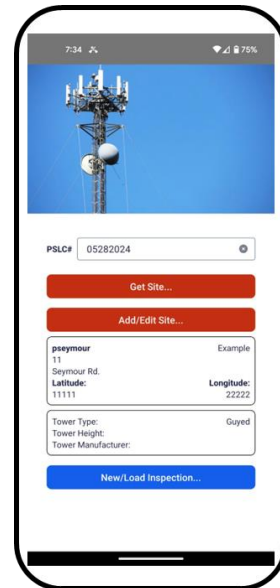 7:34 75%
PSLC# 05282024
Get Site...
Add/Edit Site...
pseymour Example
11
Seymour Rd.
Latitude: Longitude:
11111 22222
Tower Type: Guyed
Tower Height:
Tower Manufacturer:
New/Load Inspection...